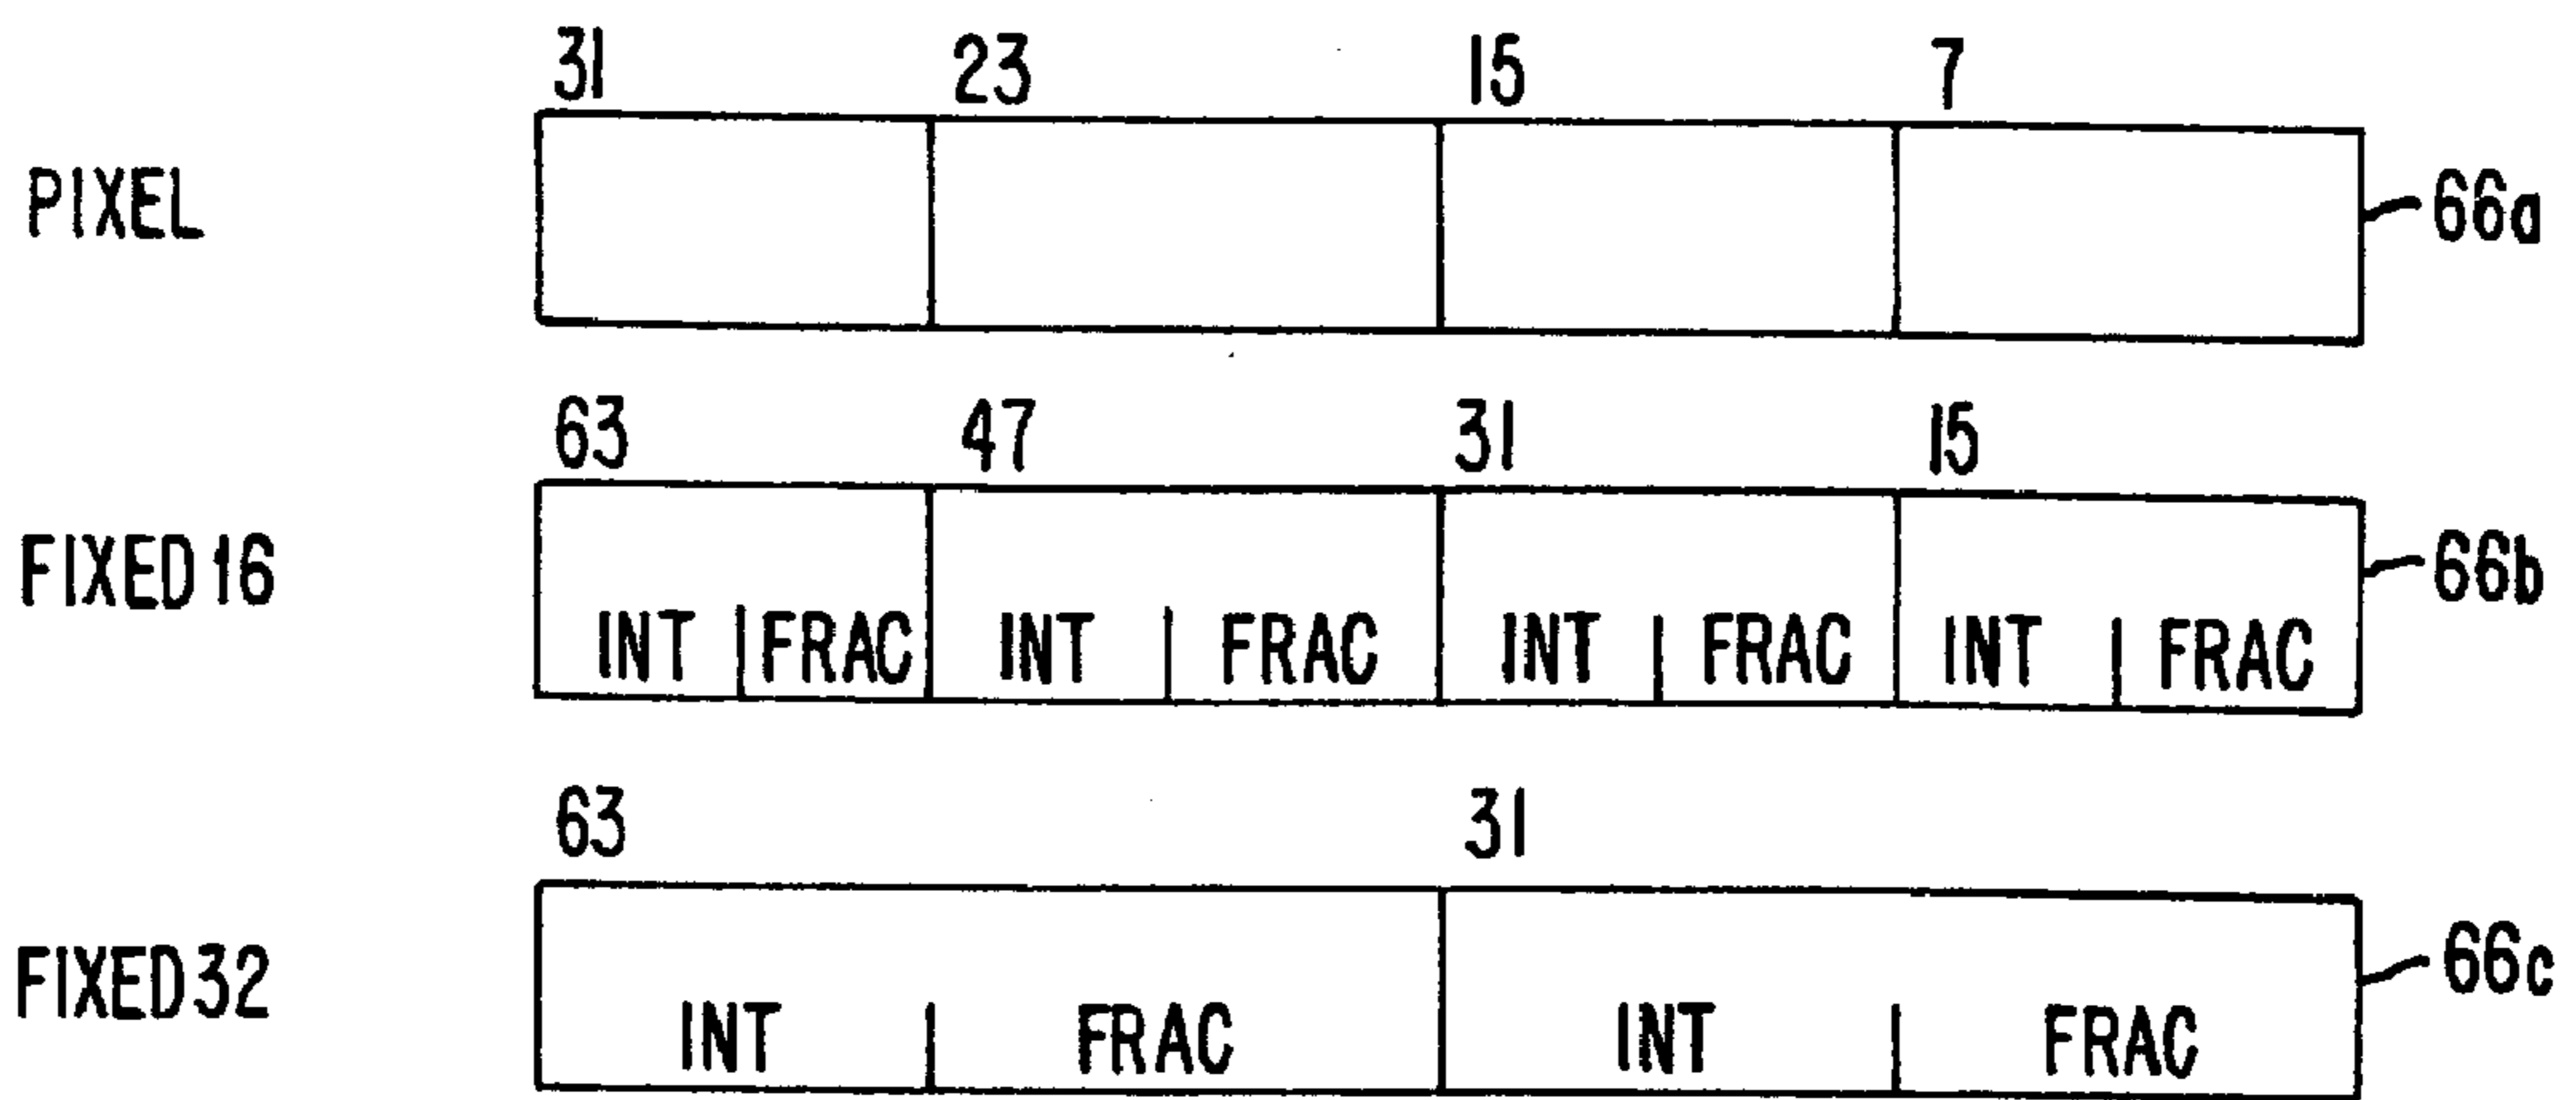 31 23 15 7
PIXEL 66a
63 47 31 15
FIXED16 66b
INT FRAC INT FRAC INT FRAC INT FRAC
63 31
FIXED32 66c
INT FRAC INT FRAC